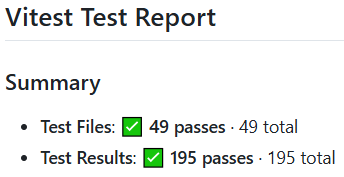 Vitest Test Report
Summary
• Test Files: ✅ 49 passes · 49 total
• Test Results: ✅ 195 passes · 195 total